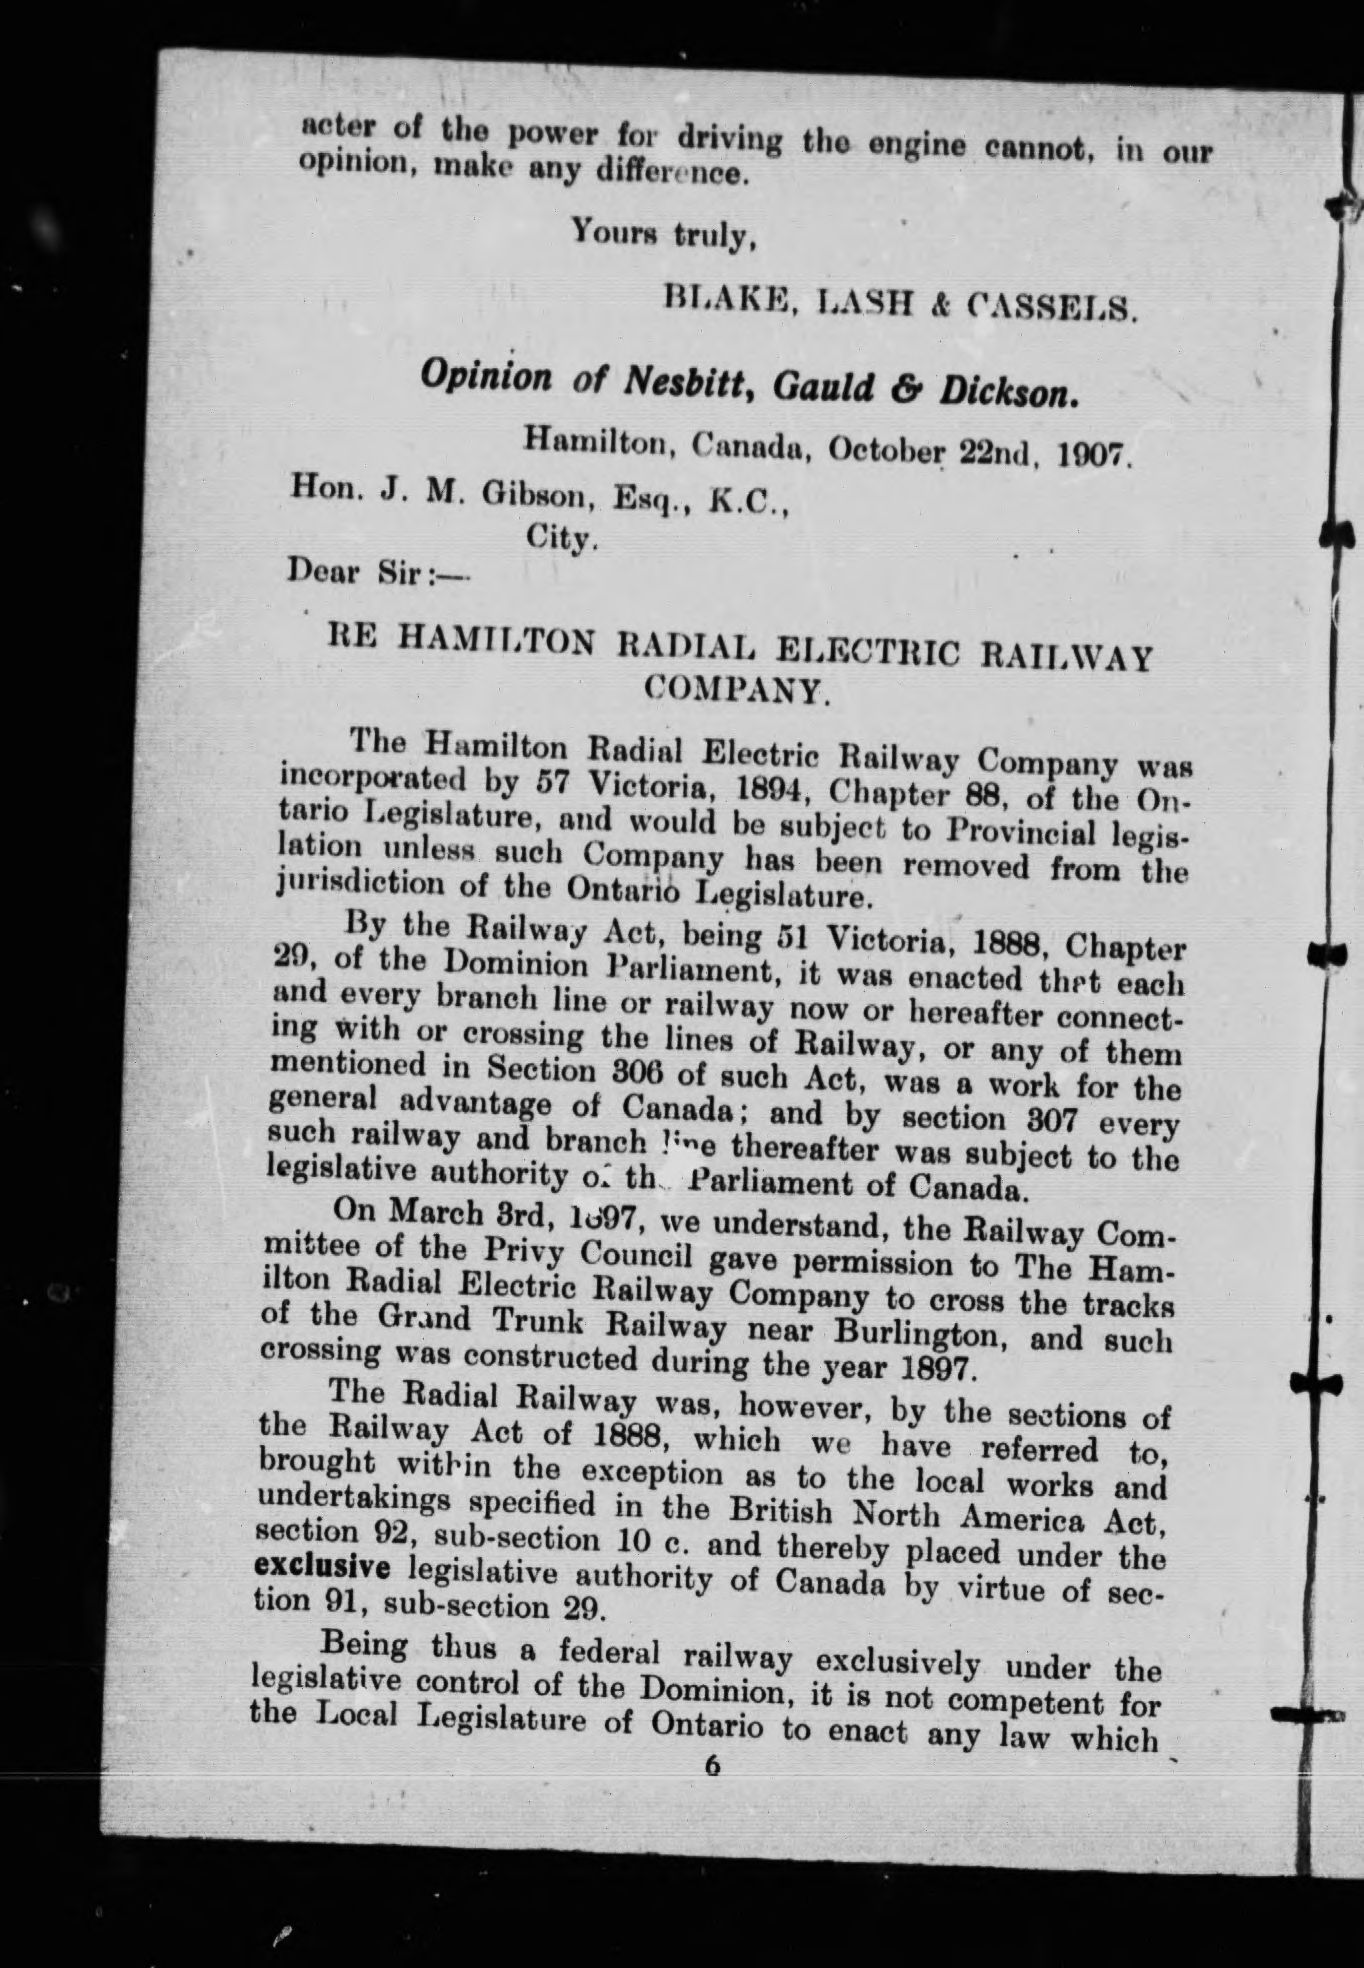 acter of the power for driving the engine cannot, in our
opinion, make any difference.
Yours truly,
BLAKE, LASH & CASSELS.
Opinion of Nesbitt, Gauld & Dickson.
Hamilton, Canada, October 22nd, 1907.
Hon. J. M. Gibson, Esq., K.C.,
City.
Dear Sir:—
RE HAMILTON RADIAL ELECTRIC RAILWAY
COMPANY.
The Hamilton Radial Electric Railway Company was
incorporated by 57 Victoria, 1894, Chapter 88, of the On-
tario Legislature, and would be subject to Provincial legis-
lation unless such Company has been removed from the
jurisdiction of the Ontario Legislature.
By the Railway Act, being 51 Victoria, 1888, Chapter
29, of the Dominion Parliament, it was enacted that each
and every branch line or railway now or hereafter connect-
ing with or crossing the lines of Railway, or any of them
mentioned in Section 306 of such Act, was a work for the
general advantage of Canada; and by section 307 every
such railway and branch line thereafter was subject to the
legislative authority of the Parliament of Canada.
On March 3rd, 1897, we understand, the Railway Com-
mittee of the Privy Council gave permission to The Ham-
ilton Radial Electric Railway Company to cross the tracks
of the Grand Trunk Railway near Burlington, and such
crossing was constructed during the year 1897.
The Radial Railway was, however, by the sections of
the Railway Act of 1888, which we have referred to,
brought within the exception as to the local works and
undertakings specified in the British North America Act,
section 92, sub-section 10 c. and thereby placed under the
exclusive legislative authority of Canada by virtue of sec-
tion 91, sub-section 29.
Being thus a federal railway exclusively under the
legislative control of the Dominion, it is not competent for
the Local Legislature of Ontario to enact any law which
6